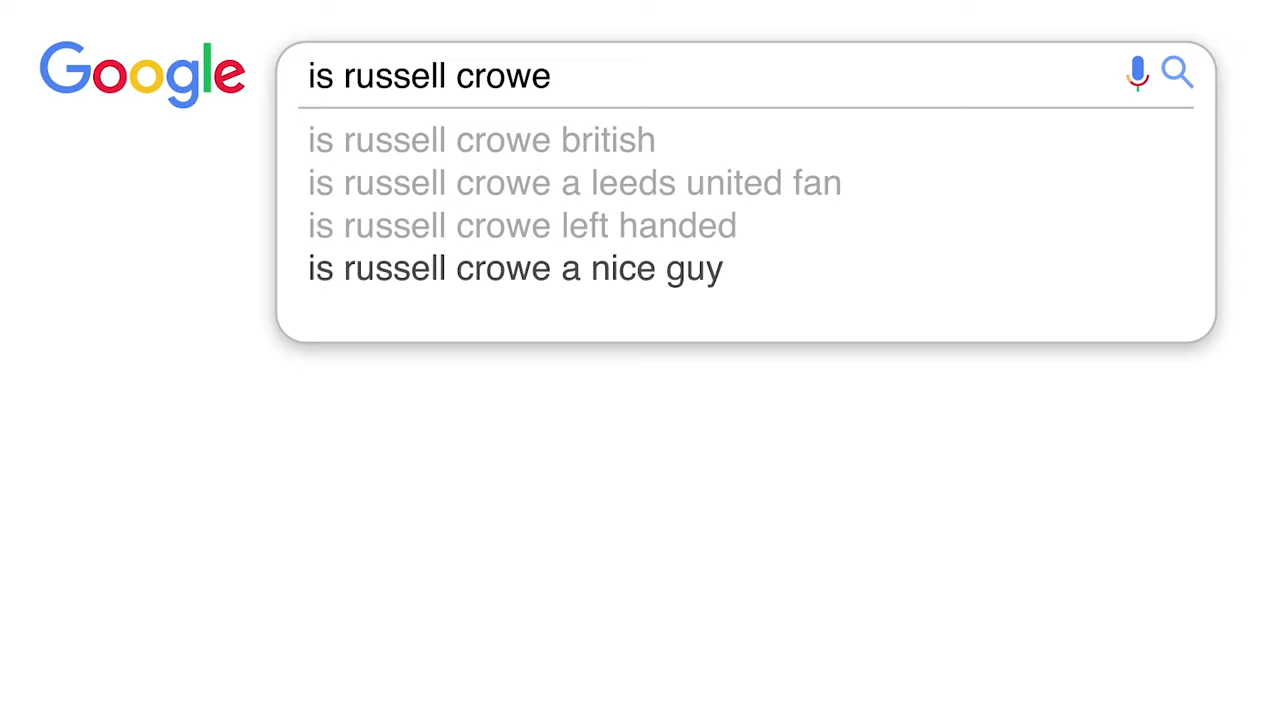 Google
is russell crowe
is russell crowe british
is russell crowe a leeds united fan
is russell crowe left handed
is russell crowe a nice guy